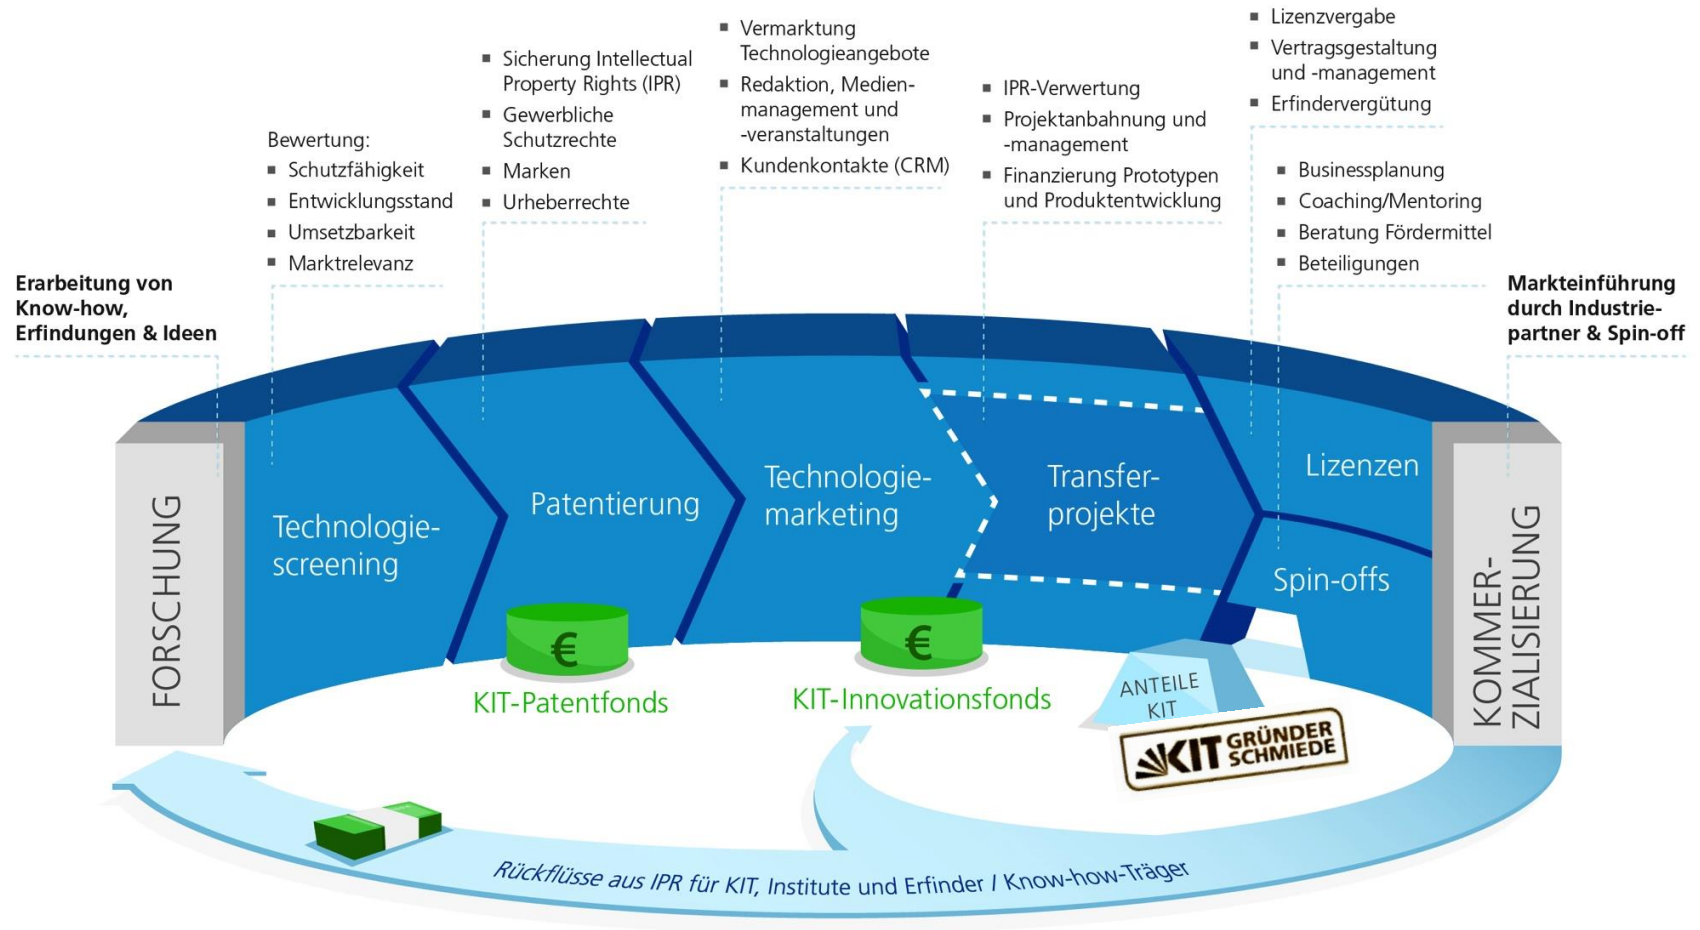 Erarbeitung von
Know-how,
Erfindungen & Ideen
Bewertung:
▪ Schutzfähigkeit
▪ Entwicklungsstand
▪ Umsetzbarkeit
▪ Marktrelevanz
▪ Sicherung Intellectual
Property Rights (IPR)
▪ Gewerbliche
Schutzrechte
▪ Marken
▪ Urheberrechte
▪ Vermarktung
Technologieangebote
▪ Redaktion, Medien-
management und
-veranstaltungen
▪ Kundenkontakte (CRM)
▪ IPR-Verwertung
▪ Projektanbahnung und
-management
▪ Finanzierung Prototypen
und Produktentwicklung
▪ Lizenzvergabe
▪ Vertragsgestaltung
und -management
▪ Erfindervergütung
▪ Businessplanung
▪ Coaching/Mentoring
▪ Beratung Fördermittel
▪ Beteiligungen
Markteinführung
durch Industrie-
partner & Spin-off
FORSCHUNG
Technologie-
screening
Patentierung
Technologie-
marketing
Transfer-
projekte
Lizenzen
Spin-offs
KOMMER-
ZIALISIERUNG
€
KIT-Patentfonds
€
KIT-Innovationsfonds
ANTEILE
KIT
KIT GRÜNDER
SCHMIEDE
Rückflüsse aus IPR für KIT, Institute und Erfinder / Know-how-Träger